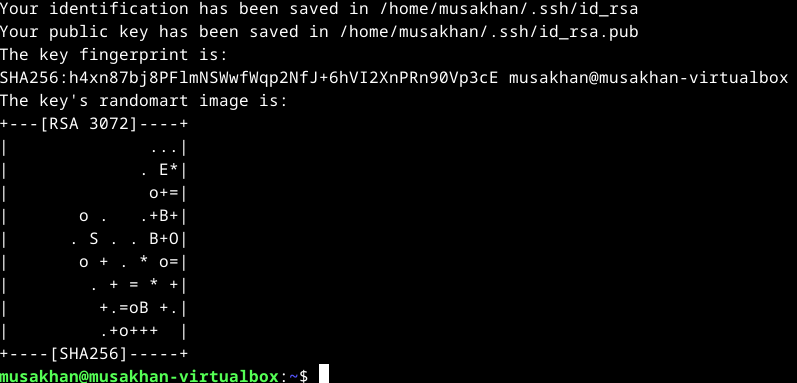 Your identification has been saved in /home/musakhan/.ssh/id_rsa
Your public key has been saved in /home/musakhan/.ssh/id_rsa.pub
The key fingerprint is:
SHA256:h4xn87bj8PFlmNSWwfWqp2NfJ+6hVI2XnPRn90Vp3cE musakhan@musakhan-virtualbox
The key's randomart image is:
+---[RSA 3072]----+
|              ...|
|             . E*|
|              o+=|
|       o .   .+B+|
|      . S . . B+O|
|       o + . * o=|
|        . + = * +|
|         +.=oB +.|
|         .+o+++  |
+----[SHA256]-----+
musakhan@musakhan-virtualbox:~$